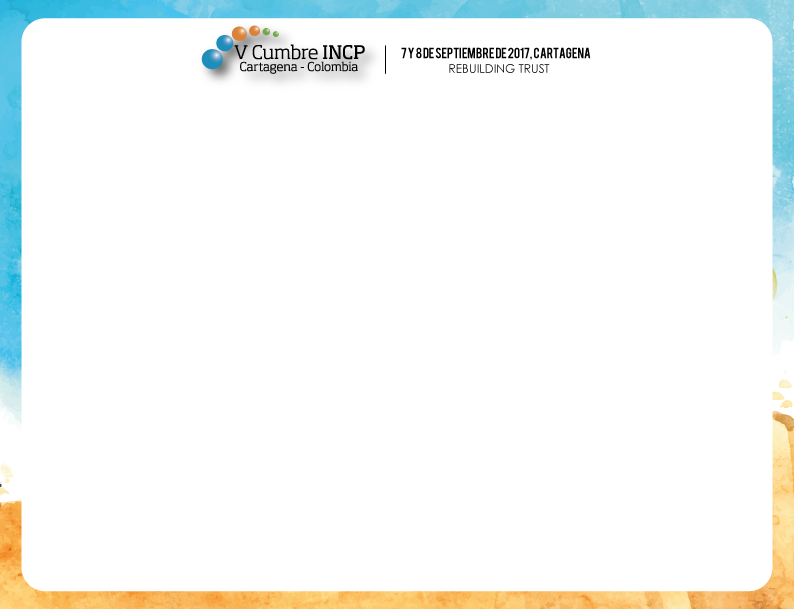 V Cumbre INCP
Cartagena - Colombia
7 Y 8 DE SEPTIEMBRE DE 2017, CARTAGENA
REBUILDING TRUST